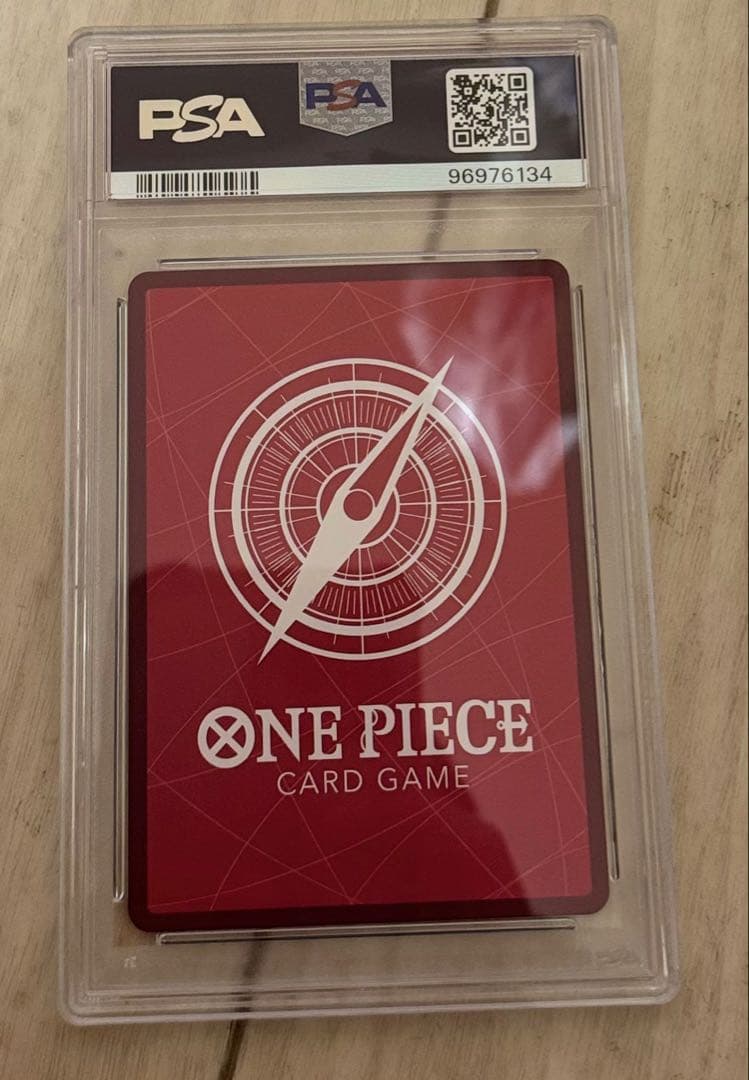 PSA
PSA
96976134
ONE PIECE
CARD GAME